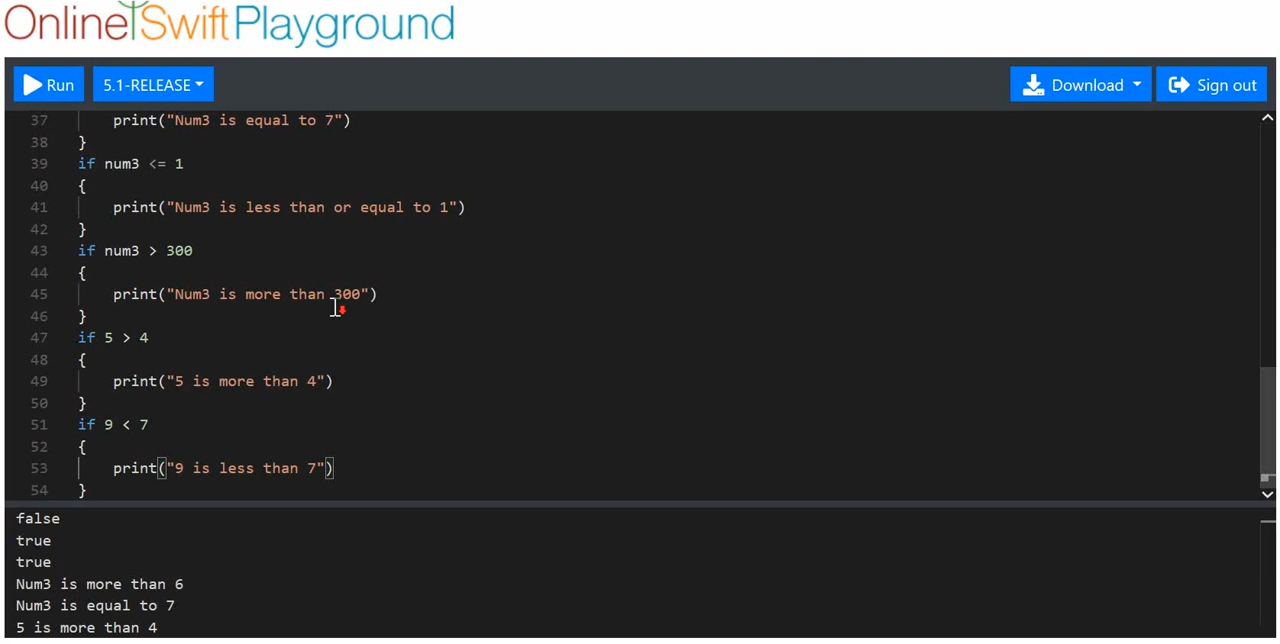 OnlineSwiftPlayground
Run 5.1-RELEASE Download Sign out
37 print("Num3 is equal to 7")
38 }
39 if num3 <= 1
40 {
41 print("Num3 is less than or equal to 1")
42 }
43 if num3 > 300
44 {
45 print("Num3 is more than 300")
46 }
47 if 5 > 4
48 {
49 print("5 is more than 4")
50 }
51 if 9 < 7
52 {
53 print("9 is less than 7")
54 }
false
true
true
Num3 is more than 6
Num3 is equal to 7
5 is more than 4